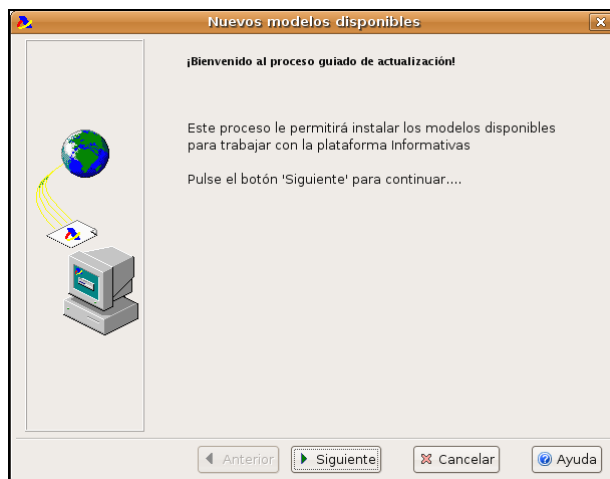 Nuevos modelos disponibles
¡Bienvenido al proceso guiado de actualización!
Este proceso le permitirá instalar los modelos disponibles
para trabajar con la plataforma Informativas
Pulse el botón 'Siguiente' para continuar....
Anterior Siguiente Cancelar Ayuda